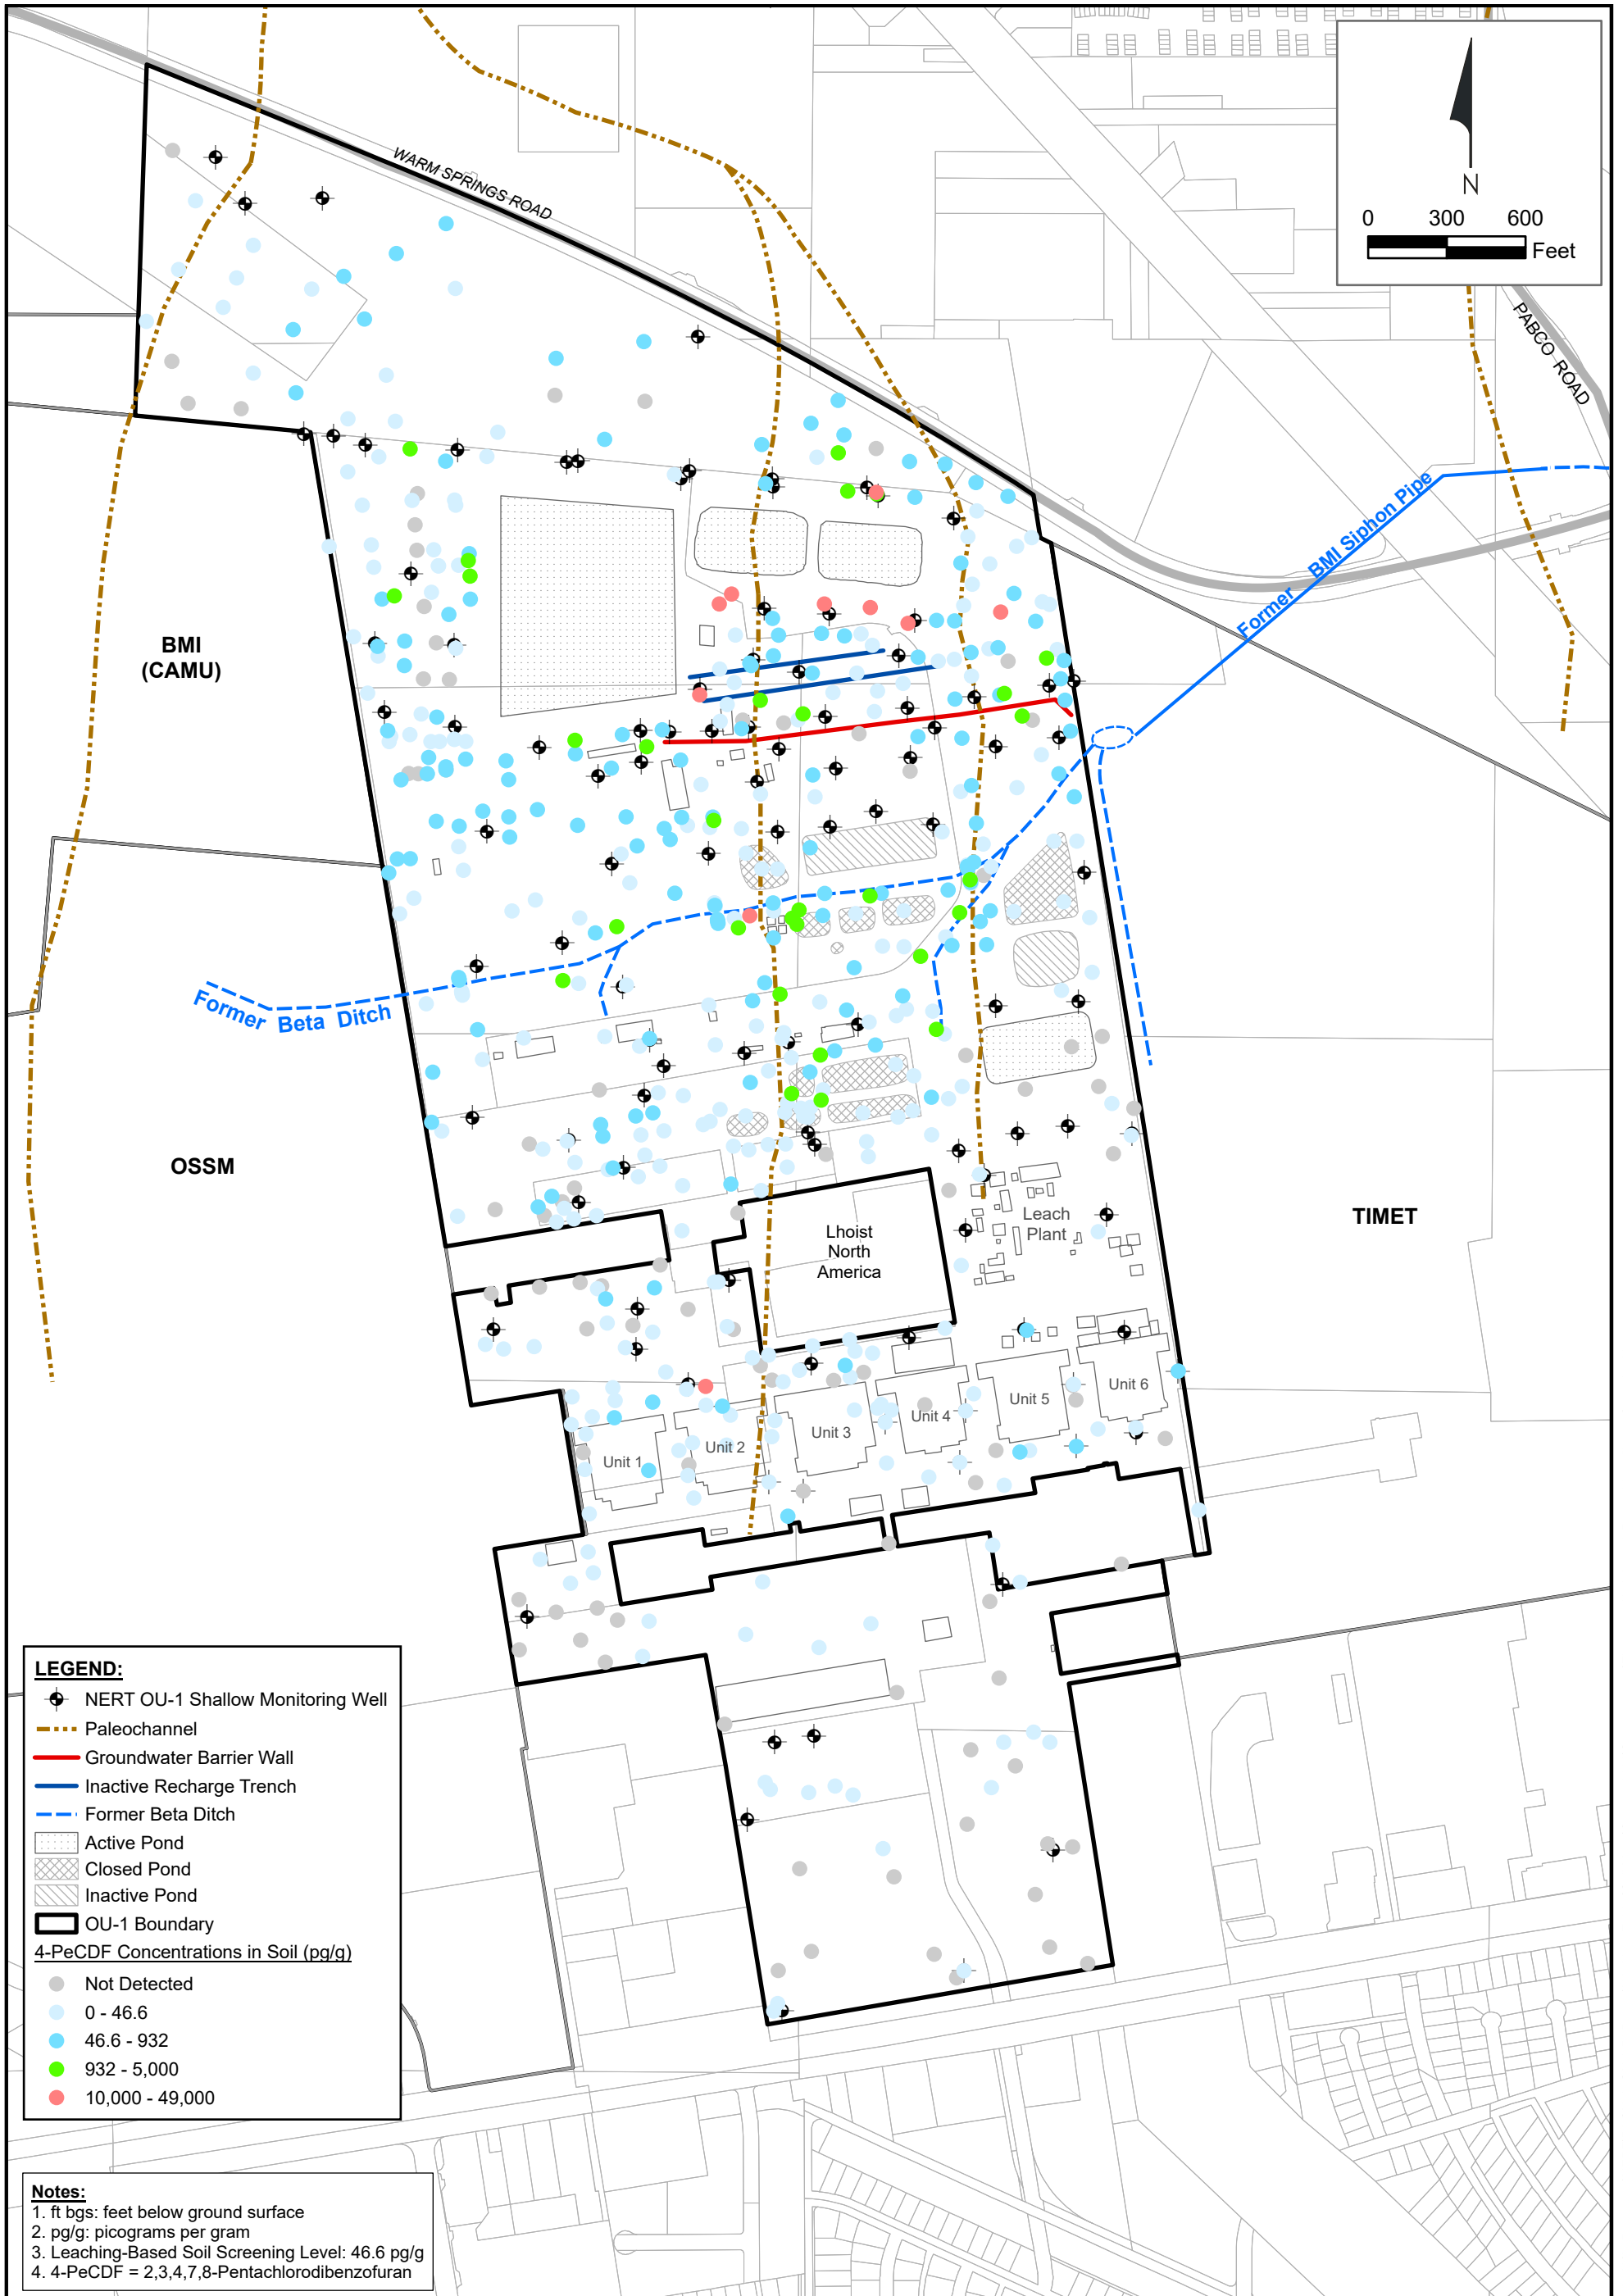 WARM SPRINGS ROAD
N
0 300 600
Feet
PABCO ROAD
Former BMI Siphon Pipe
BMI
(CAMU)
Former Beta Ditch
OSSM
TIMET
Lhoist
North
America
Leach
Plant
Unit 1
Unit 2
Unit 3
Unit 4
Unit 5
Unit 6
LEGEND:
NERT OU-1 Shallow Monitoring Well
Paleochannel
Groundwater Barrier Wall
Inactive Recharge Trench
Former Beta Ditch
Active Pond
Closed Pond
Inactive Pond
OU-1 Boundary
4-PeCDF Concentrations in Soil (pg/g)
Not Detected
0 - 46.6
46.6 - 932
932 - 5,000
10,000 - 49,000
Notes:
1. ft bgs: feet below ground surface
2. pg/g: picograms per gram
3. Leaching-Based Soil Screening Level: 46.6 pg/g
4. 4-PeCDF = 2,3,4,7,8-Pentachlorodibenzofuran